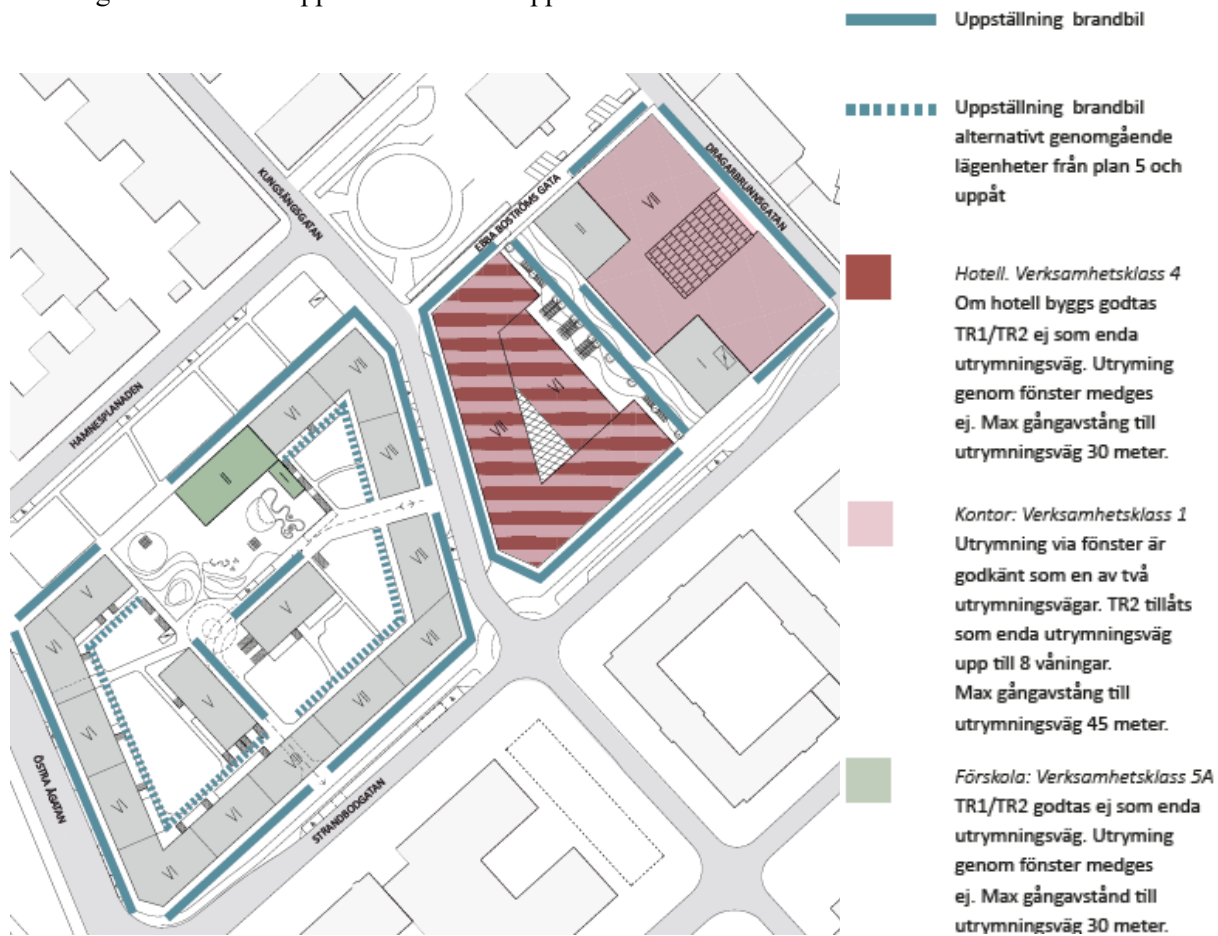 Uppställning brandbil
Uppställning brandbil
alternativt genomgående
lägenheter från plan 5 och
uppåt
Hotell. Verksamhetsklass 4
Om hotell byggs godtas
TR1/TR2 ej som enda
utrymningsväg. Utryming
genom fönster medges
ej. Max gångavstång till
utrymningsväg 30 meter.
Kontor: Verksamhetsklass 1
Utrymning via fönster är
godkänt som en av två
utrymningsvägar. TR2 tillåts
som enda utrymningsväg
upp till 8 våningar.
Max gångavstång till
utrymningsväg 45 meter.
Förskola: Verksamhetsklass 5A
TR1/TR2 godtas ej som enda
utrymningsväg. Utryming
genom fönster medges
ej. Max gångavstånd till
utrymningsväg 30 meter.
KUNGSÄNGSGATAN
EBBA BOSTRÖMS GATA
DRAGARBRUNNSGATAN
HAMNESPLANADEN
ÖSTRA ÅGATAN
STRANDBODGATAN
VII
II
I
VI
VII
VII
VI
VII
II
I
V
V
V
VI
VI
VI
VI
VI
VII
VII
VII
VII
VII